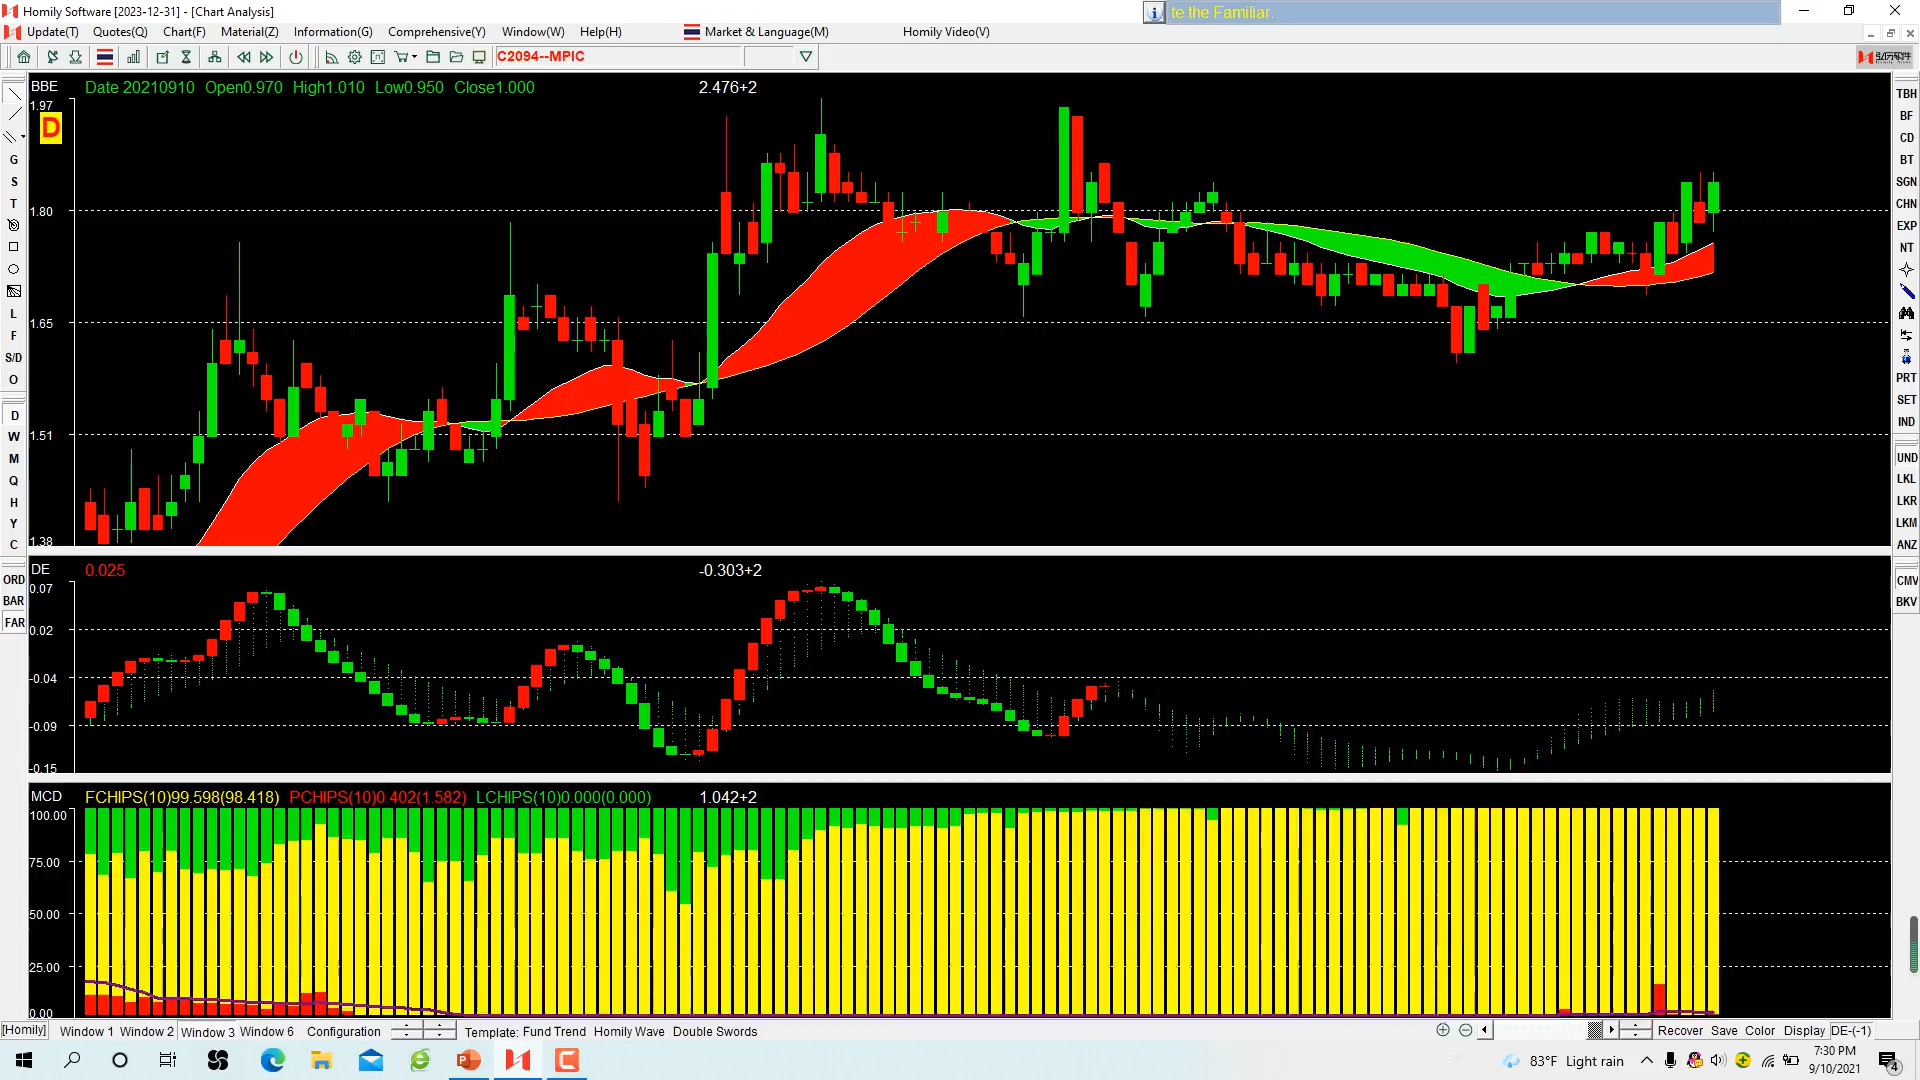 Homily Software [2023-12-31] - [Chart Analysis]
te the Familiar.
Update(T) Quotes(Q) Chart(F) Material(Z) Information(G) Comprehensive(Y) Window(W) Help(H) Market & Language(M) Homily Video(V)
C2094--MPIC
BBE Date 20210910 Open0.970 High1.010 Low0.950 Close1.000 2.476+2
1.97
D
1.80
1.65
1.51
1.38
DE 0.025 -0.303+2
0.07
0.02
-0.04
-0.09
-0.15
MCD FCHIPS(10)99.598(98.418) PCHIPS(10)0.402(1.582) LCHIPS(10)0.000(0.000) 1.042+2
100.00
75.00
50.00
25.00
0.00
G
S
T
L
F
S/D
O
D
W
M
Q
H
Y
C
ORD
BAR
FAR
TBH
BF
CD
BT
SGN
CHN
EXP
NT
PRT
SET
IND
UND
LKL
LKR
LKM
ANZ
CMV
BKV
[Homily] Window 1 Window 2 Window 3 Window 6 Configuration Template: Fund Trend Homily Wave Double Swords Recover Save Color Display DE-(-1)
83°F Light rain
7:30 PM
9/10/2021
4